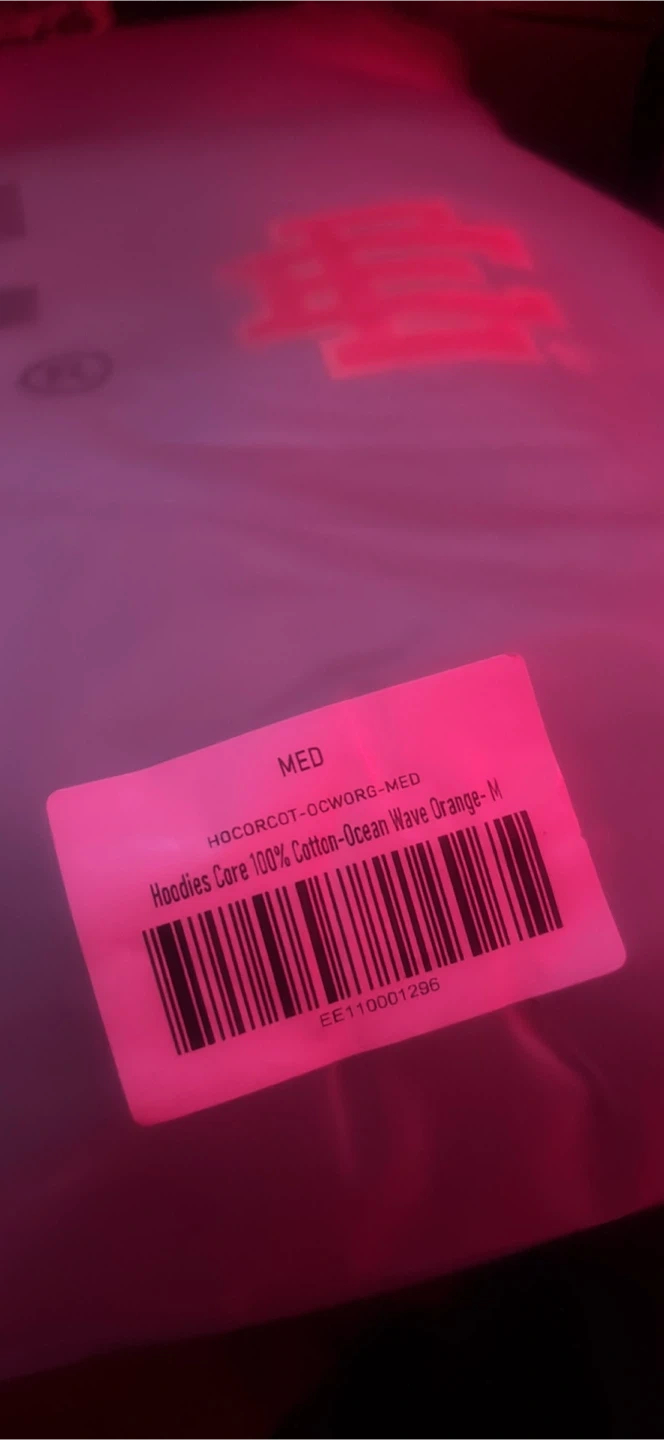 MED
HOCORCOT-OCWORG-MED
Hoodies Core 100% Cotton-Ocean Wave Orange- M
EE110001296